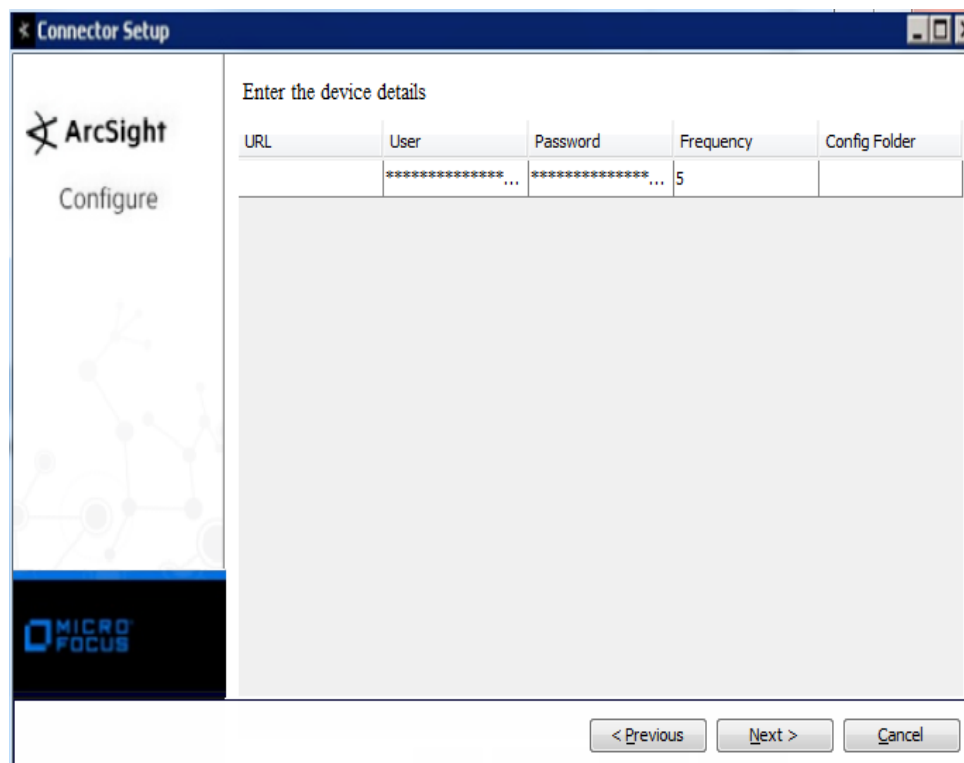 Connector Setup
ArcSight
Configure
Enter the device details
URL User Password Frequency Config Folder
**************... **************... 5
MICRO
FOCUS
< Previous Next > Cancel